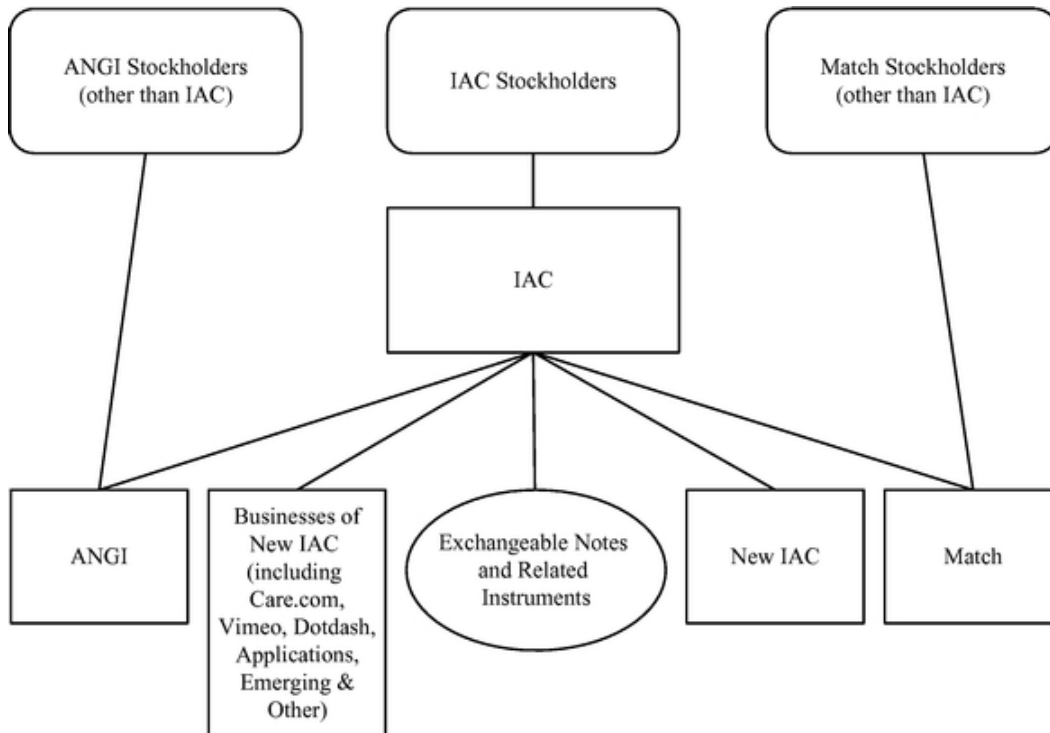 ANGI Stockholders
(other than IAC)
IAC Stockholders
Match Stockholders
(other than IAC)
IAC
ANGI
Businesses of
New IAC
(including
Care.com,
Vimeo, Dotdash,
Applications,
Emerging &
Other)
Exchangeable Notes
and Related
Instruments
New IAC
Match